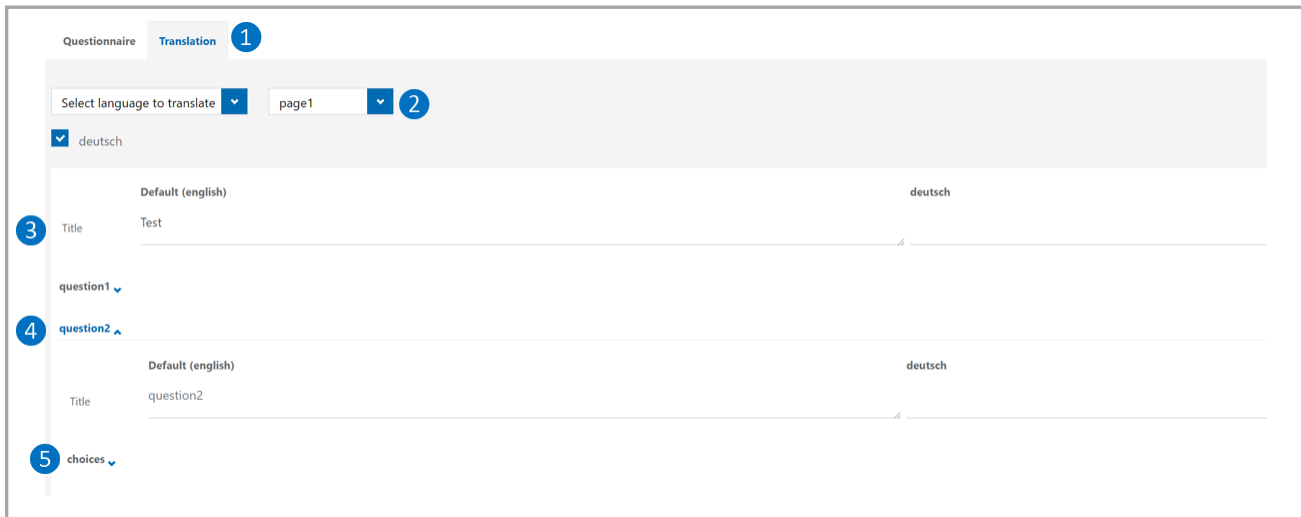 Questionnaire Translation 1
Select language to translate page1 2
deutsch
Default (english) deutsch
3 Title Test
question1
4 question2
Default (english) deutsch
Title question2
5 choices